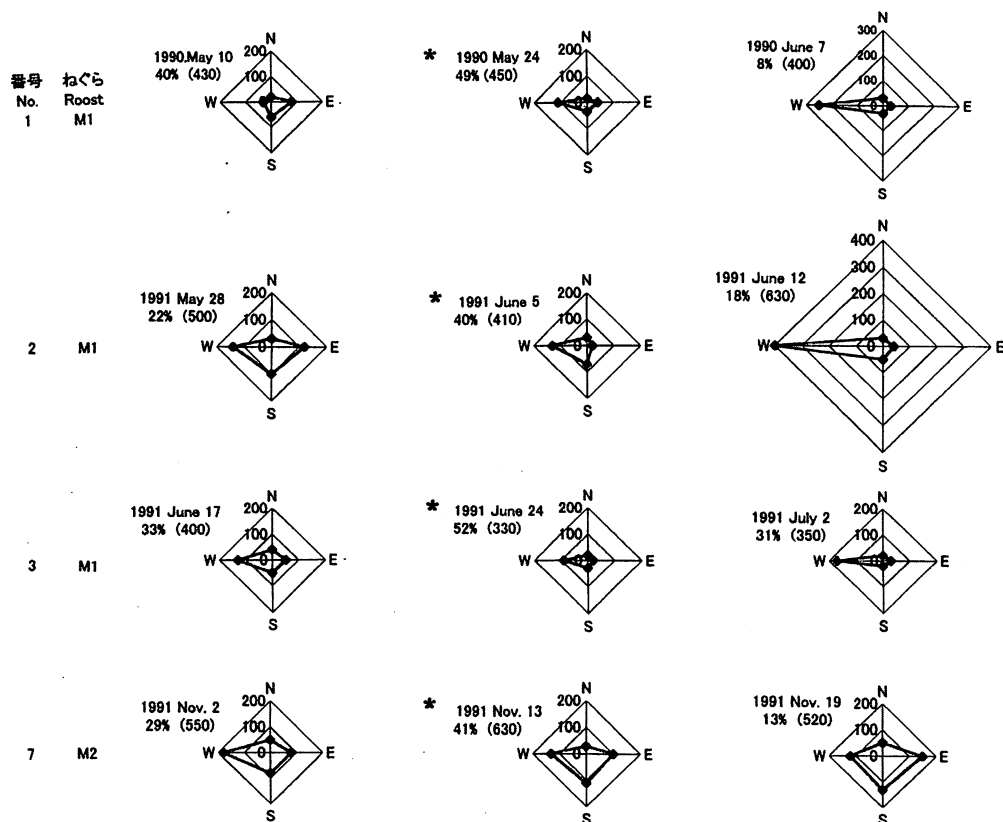 番号 ねぐら
No. Roost
1 M1
1990.May 10
40% (430)
N
200
100
0
W
E
S
*
1990 May 24
49% (450)
N
200
100
0
W
E
S
1990 June 7
8% (400)
N
300
200
100
0
W
E
S
2 M1
1991 May 28
22% (500)
N
200
100
0
W
E
S
*
1991 June 5
40% (410)
N
200
100
0
W
E
S
1991 June 12
18% (630)
N
400
300
200
100
0
W
E
S
3 M1
1991 June 17
33% (400)
N
200
100
0
W
E
S
*
1991 June 24
52% (330)
N
200
100
0
W
E
S
1991 July 2
31% (350)
N
200
100
0
W
E
S
7 M2
1991 Nov. 2
29% (550)
N
200
100
0
W
E
S
*
1991 Nov. 13
41% (630)
N
200
100
0
W
E
S
1991 Nov. 19
13% (520)
N
200
100
0
W
E
S